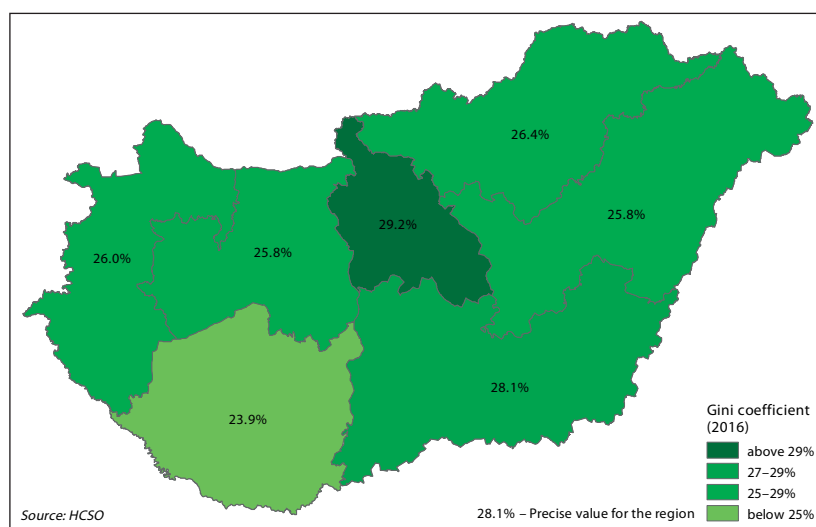 26.4%
29.2%
25.8%
26.0%
25.8%
28.1%
23.9%
Gini coefficient
(2016)
above 29%
27–29%
25–29%
below 25%
Source: HCSO
28.1% – Precise value for the region